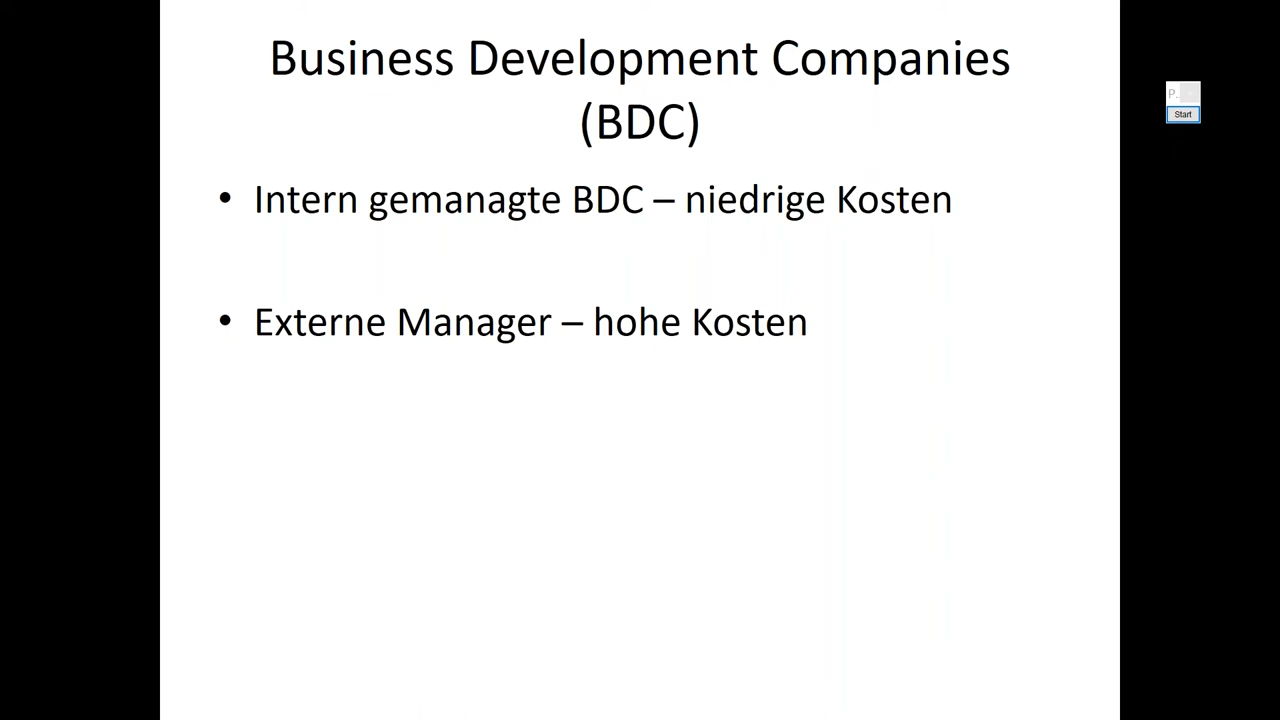 Business Development Companies
(BDC)
• Intern gemanagte BDC – niedrige Kosten
• Externe Manager – hohe Kosten
P.
Start